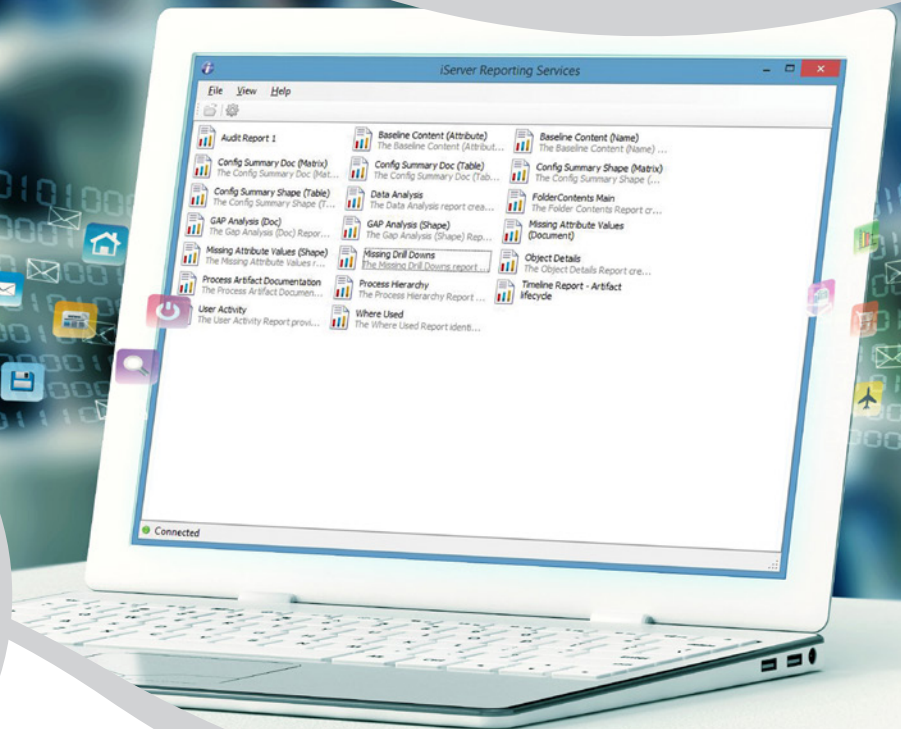 iServer Reporting Services
File View Help
Audit Report 1
Baseline Content (Attribute)
The Baseline Content (Attribut...
Baseline Content (Name)
The Baseline Content (Name) ...
Config Summary Doc (Matrix)
The Config Summary Doc (Mat...
Config Summary Doc (Table)
The Config Summary Doc (Tab...
Config Summary Shape (Matrix)
The Config Summary Shape (...
Config Summary Shape (Table)
The Config Summary Shape (T...
Data Analysis
The Data Analysis report crea...
FolderContents Main
The Folder Contents Report cr...
GAP Analysis (Doc)
The Gap Analysis (Doc) Repor...
GAP Analysis (Shape)
The Gap Analysis (Shape) Rep...
Missing Attribute Values
(Document)
Missing Attribute Values (Shape)
The Missing Attribute Values r...
Missing Drill Downs
The Missing Drill Downs report ...
Object Details
The Object Details Report cre...
Process Artifact Documentation
The Process Artifact Documen...
Process Hierarchy
The Process Hierarchy Report ...
Timeline Report - Artifact
lifecycle
User Activity
The User Activity Report provi...
Where Used
The Where Used Report identi...
Connected